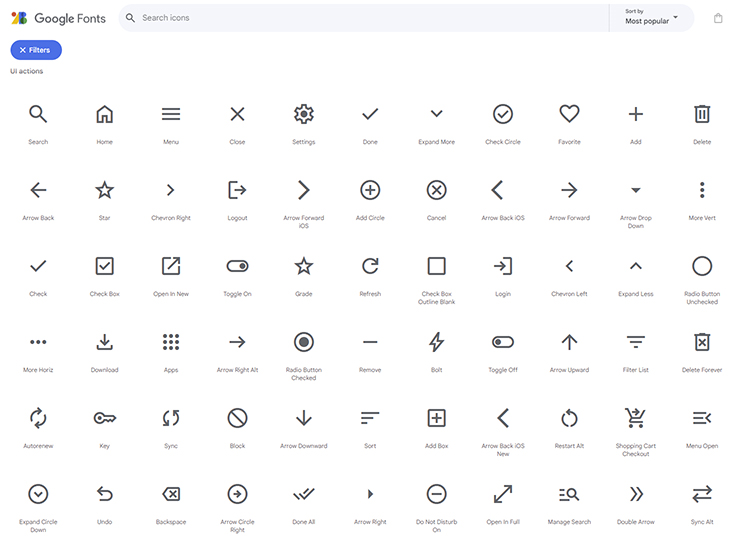 Google Fonts
Search icons
Sort by
Most popular
Filters
UI actions
Search
Home
Menu
Close
Settings
Done
Expand More
Check Circle
Favorite
Add
Delete
Arrow Back
Star
Chevron Right
Logout
Arrow Forward
iOS
Add Circle
Cancel
Arrow Back iOS
Arrow Forward
Arrow Drop
Down
More Vert
Check
Check Box
Open In New
Toggle On
Grade
Refresh
Check Box
Outline Blank
Login
Chevron Left
Expand Less
Radio Button
Unchecked
More Horiz
Download
Apps
Arrow Right Alt
Radio Button
Checked
Remove
Bolt
Toggle Off
Arrow Upward
Filter List
Delete Forever
Autorenew
Key
Sync
Block
Arrow Downward
Sort
Add Box
Arrow Back iOS
New
Restart Alt
Shopping Cart
Checkout
Menu Open
Expand Circle
Down
Undo
Backspace
Arrow Circle
Right
Done All
Arrow Right
Do Not Disturb
On
Open In Full
Manage Search
Double Arrow
Sync Alt